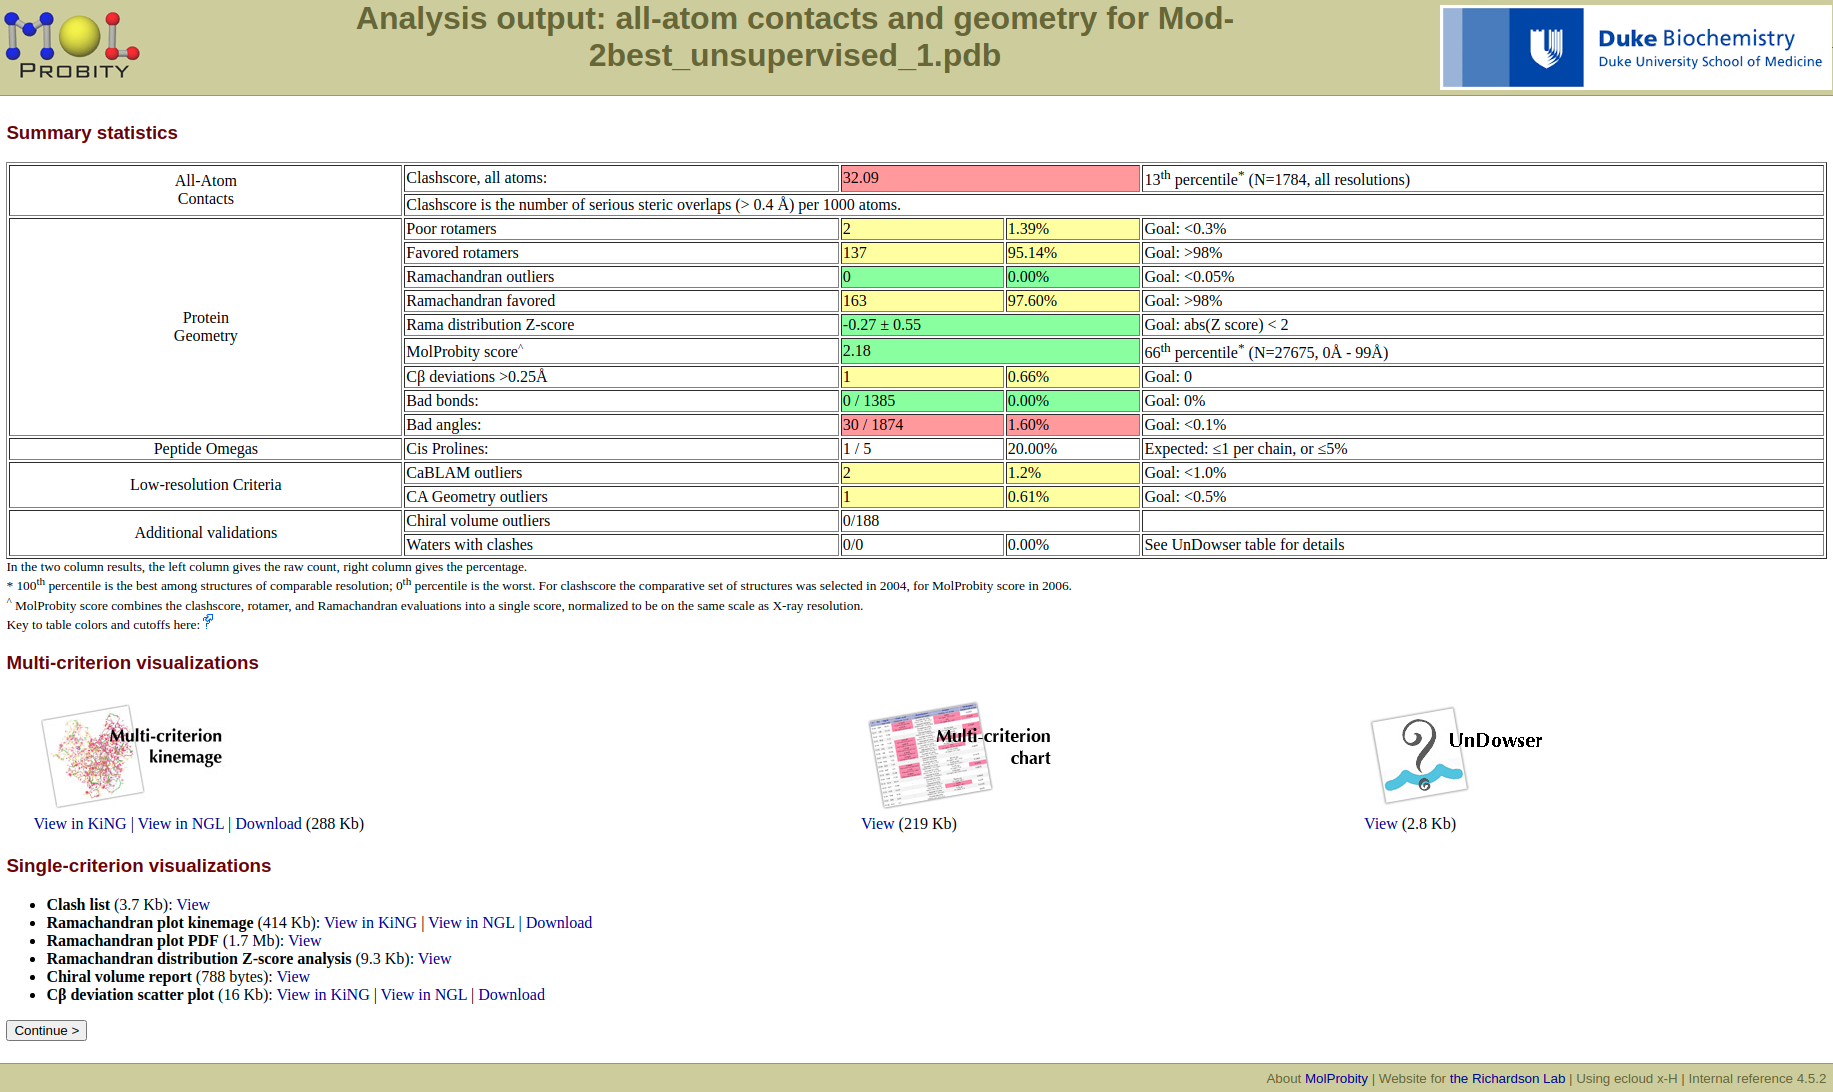 MOL
PROBITY
Analysis output: all-atom contacts and geometry for Mod-
2best_unsupervised_1.pdb
Duke Biochemistry
Duke University School of Medicine
Summary statistics
All-Atom
Contacts
Clashscore, all atoms: 32.09 13th percentile* (N=1784, all resolutions)
Clashscore is the number of serious steric overlaps (> 0.4 Å) per 1000 atoms.
Protein
Geometry
Poor rotamers 2 1.39% Goal: <0.3%
Favored rotamers 137 95.14% Goal: >98%
Ramachandran outliers 0 0.00% Goal: <0.05%
Ramachandran favored 163 97.60% Goal: >98%
Rama distribution Z-score -0.27 ± 0.55 Goal: abs(Z score) < 2
MolProbity score^ 2.18 66th percentile* (N=27675, 0Å - 99Å)
Cβ deviations >0.25Å 1 0.66% Goal: 0
Bad bonds: 0 / 1385 0.00% Goal: 0%
Bad angles: 30 / 1874 1.60% Goal: <0.1%
Peptide Omegas Cis Prolines: 1 / 5 20.00% Expected: ≤1 per chain, or ≤5%
Low-resolution Criteria
CaBLAM outliers 2 1.2% Goal: <1.0%
CA Geometry outliers 1 0.61% Goal: <0.5%
Additional validations
Chiral volume outliers 0/188
Waters with clashes 0/0 0.00% See UnDowser table for details
In the two column results, the left column gives the raw count, right column gives the percentage.
* 100th percentile is the best among structures of comparable resolution; 0th percentile is the worst. For clashscore the comparative set of structures was selected in 2004, for MolProbity score in 2006.
^ MolProbity score combines the clashscore, rotamer, and Ramachandran evaluations into a single score, normalized to be on the same scale as X-ray resolution.
Key to table colors and cutoffs here: ?
Multi-criterion visualizations
Multi-criterion
kinemage
View in KiNG | View in NGL | Download (288 Kb)
Multi-criterion
chart
View (219 Kb)
UnDowser
View (2.8 Kb)
Single-criterion visualizations
• Clash list (3.7 Kb): View
• Ramachandran plot kinemage (414 Kb): View in KiNG | View in NGL | Download
• Ramachandran plot PDF (1.7 Mb): View
• Ramachandran distribution Z-score analysis (9.3 Kb): View
• Chiral volume report (788 bytes): View
• Cβ deviation scatter plot (16 Kb): View in KiNG | View in NGL | Download
Continue >
About MolProbity | Website for the Richardson Lab | Using ecloud x-H | Internal reference 4.5.2